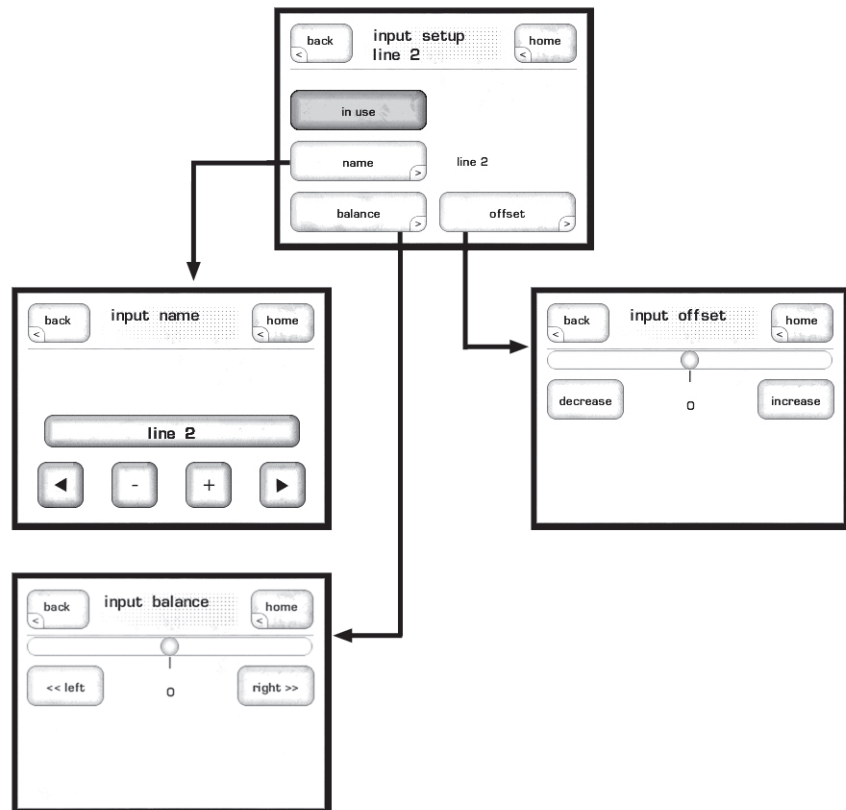 back
input setup
line 2
home
<
<
in use
name
>
line 2
balance
>
offset
>
back
<
input name
home
<
line 2
◀ - + ▶
back
<
input offset
home
<
decrease
0
increase
back
<
input balance
home
<
<< left
0
right >>